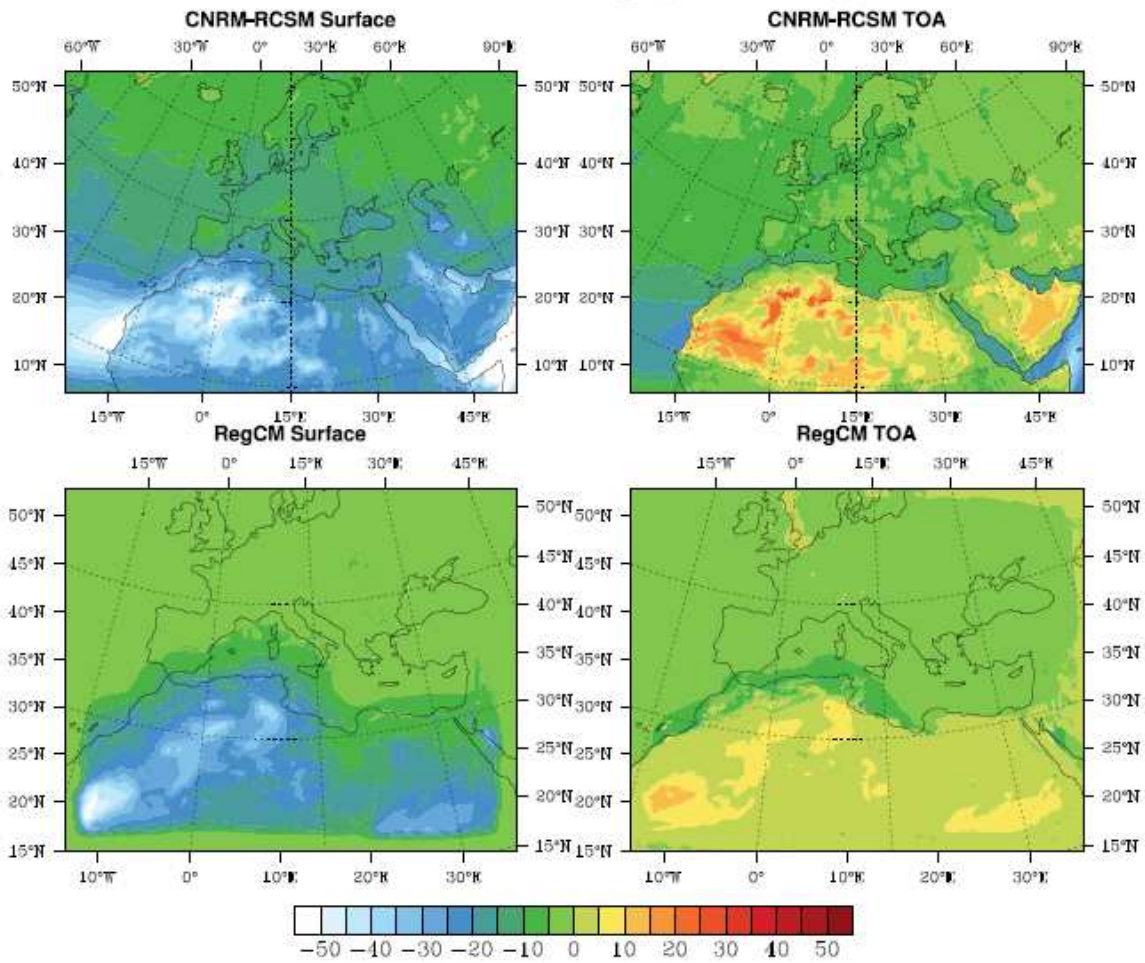 CNRM-RCSM Surface
CNRM-RCSM TOA
60°W 30°W 0° 15°E 30°E 60°E 90°E
60°W 30°W 0° 15°E 30°E 60°E 90°E
50°N 50°N 50°N 50°N
40°N 40°N 40°N 40°N
30°N 30°N 30°N 30°N
20°N 20°N 20°N 20°N
10°N 10°N 10°N 10°N
15°W 0° 15°E 30°E 45°E
15°W 0° 15°E 30°E 45°E
RegCM Surface
RegCM TOA
15°W 0° 15°E 30°E 45°E
15°W 0° 15°E 30°E 45°E
50°N 50°N 50°N 50°N
45°N 45°N 45°N 45°N
40°N 40°N 40°N 40°N
35°N 35°N 35°N 35°N
30°N 30°N 30°N 30°N
25°N 25°N 25°N 25°N
20°N 20°N 20°N 20°N
15°N 15°N 15°N 15°N
10°W 0° 10°E 20°E 30°E
10°W 0° 10°E 20°E 30°E
−50 −40 −30 −20 −10 0 10 20 30 40 50